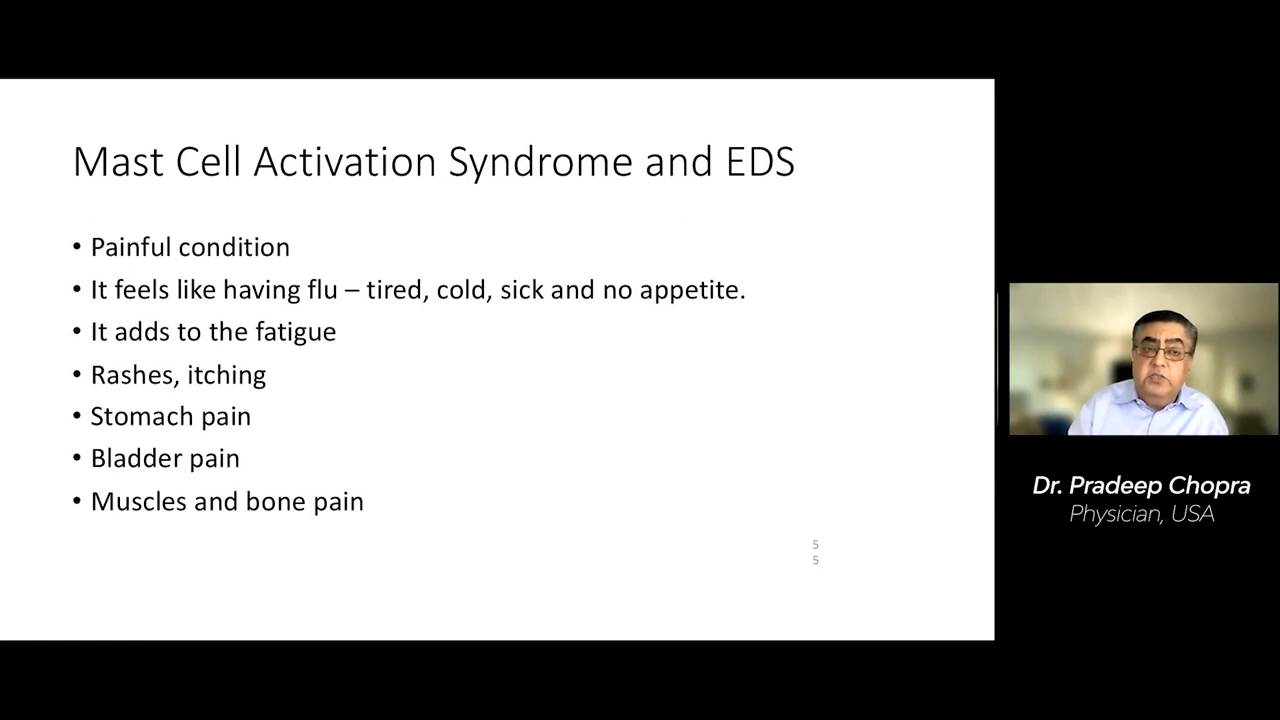 Mast Cell Activation Syndrome and EDS
• Painful condition
• It feels like having flu – tired, cold, sick and no appetite.
• It adds to the fatigue
• Rashes, itching
• Stomach pain
• Bladder pain
• Muscles and bone pain
5
5
Dr. Pradeep Chopra
Physician, USA